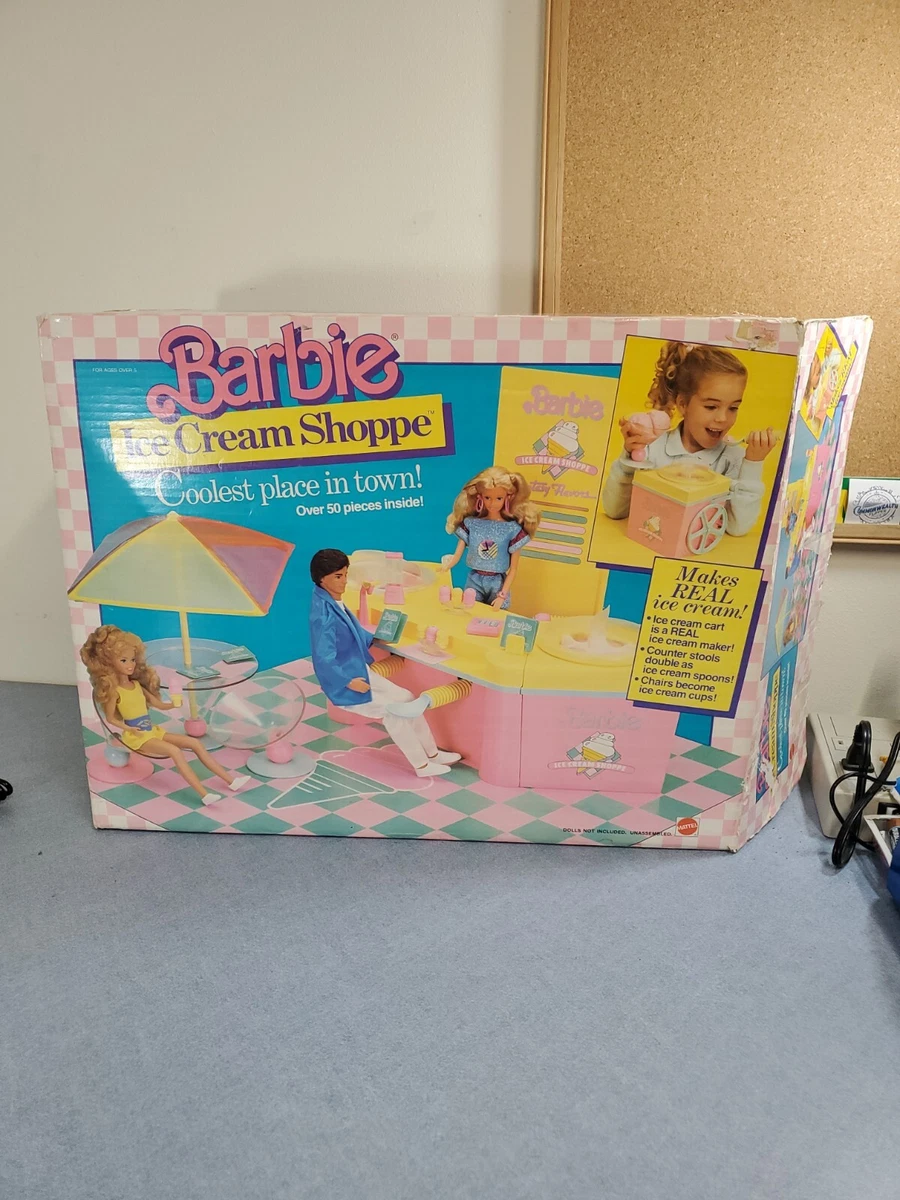 FOR AGES OVER 5.
Barbie®
Ice Cream Shoppe™
Coolest place in town!
Over 50 pieces inside!
Barbie
ICE CREAM SHOPPE
Flavors
Makes
REAL
ice cream!
• Ice cream cart
is a REAL
ice cream maker!
• Counter stools
double as
ice cream spoons!
• Chairs become
ice cream cups!
Barbie
ICE CREAM SHOPPE
DOLLS NOT INCLUDED. UNASSEMBLED.
MATTEL